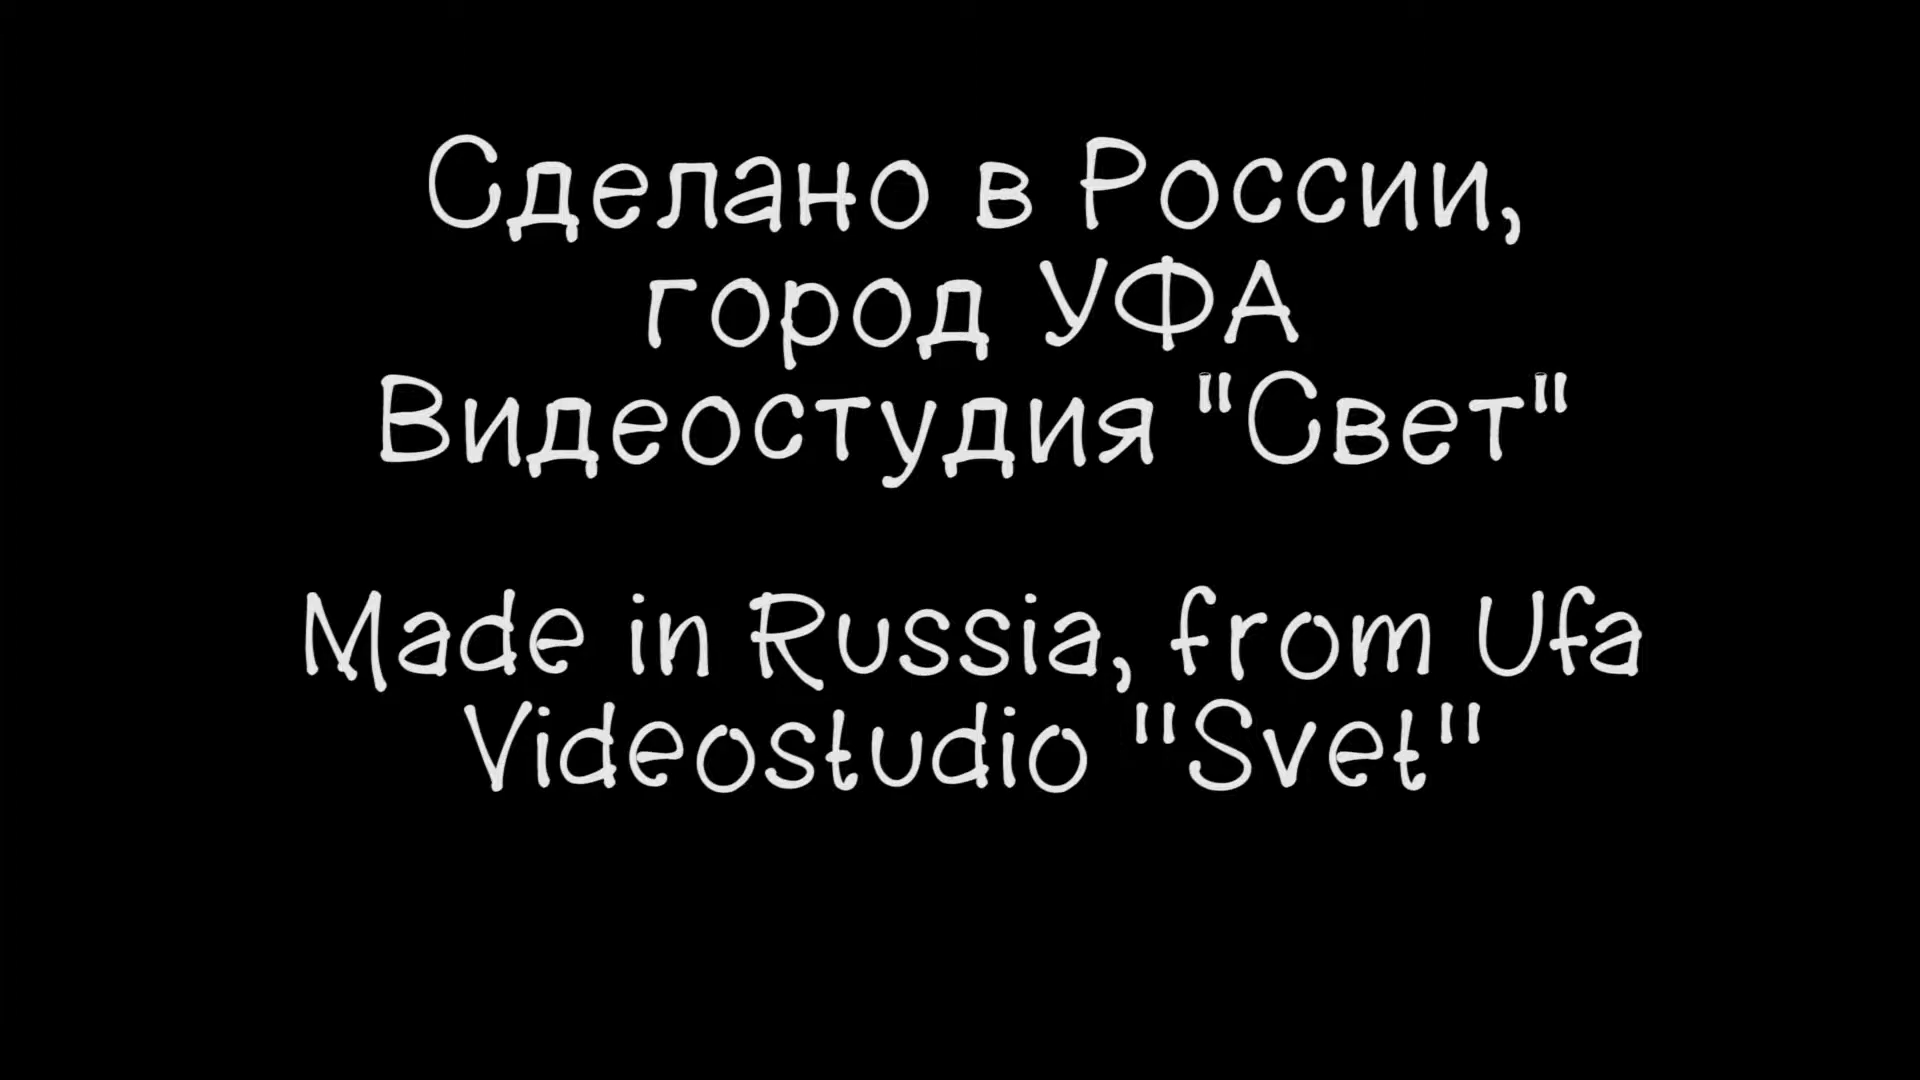 Сделано в России,
город УФА
Видеостудия "Свет"
Made in Russia, from Ufa
Videostudio "Svet"